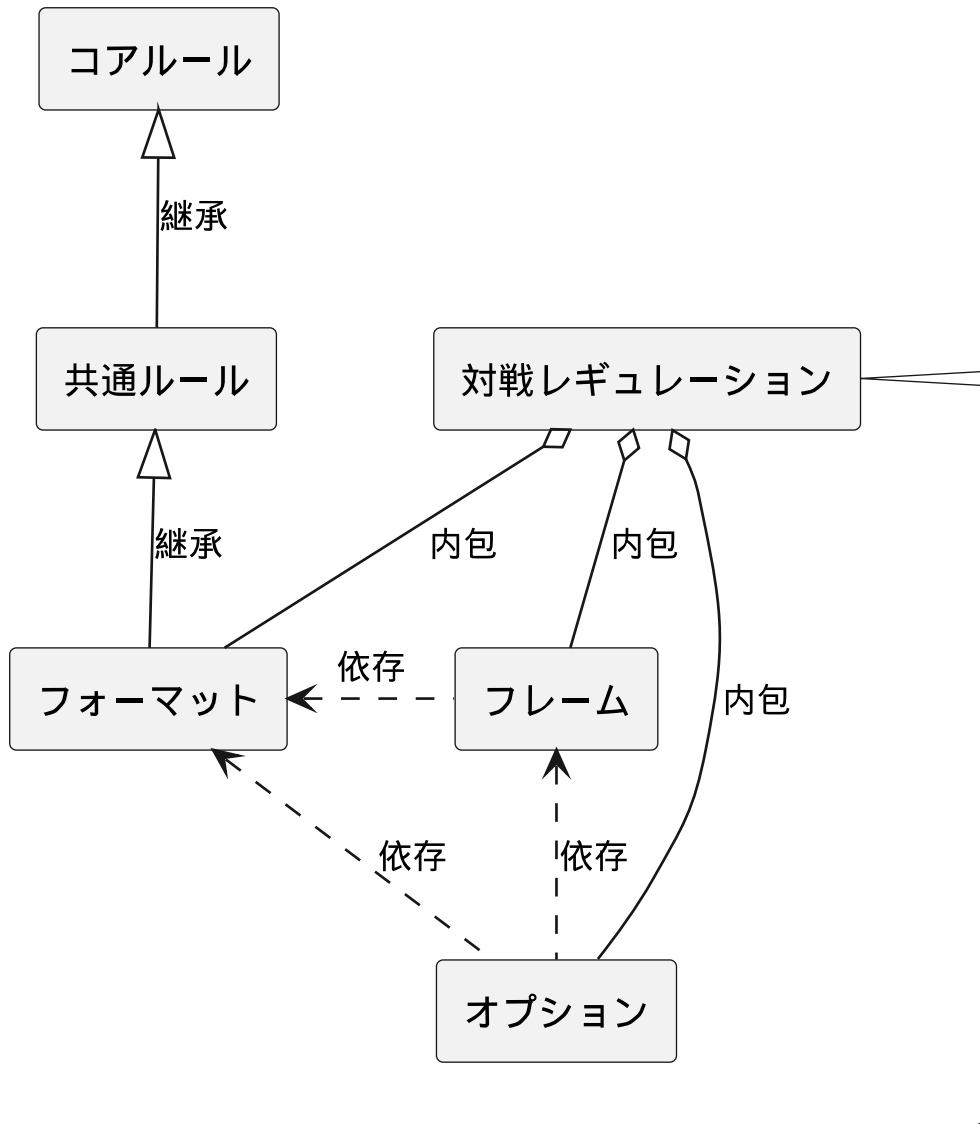 コアルール
継承
共通ルール
対戦レギュレーション
継承
内包
内包
依存
フォーマット
フレーム
内包
依存
依存
オプション